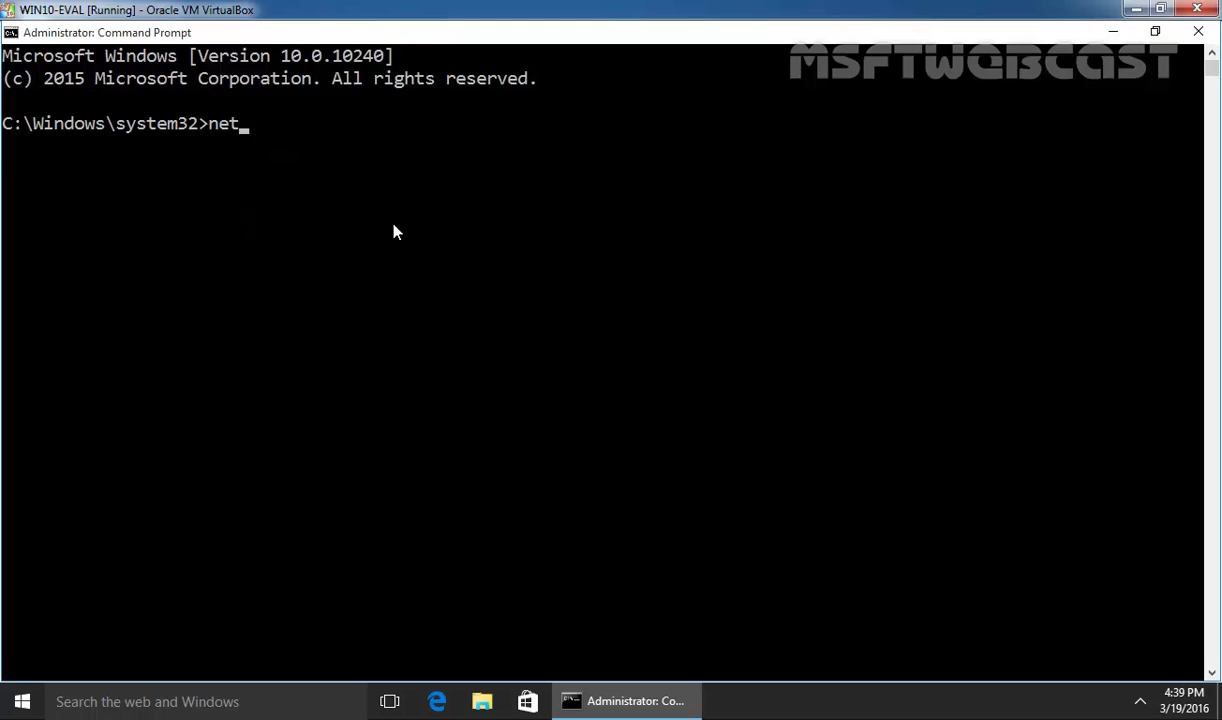 WIN10-EVAL [Running] - Oracle VM VirtualBox
Administrator: Command Prompt
Microsoft Windows [Version 10.0.10240]
MSFTWEBCAST
(c) 2015 Microsoft Corporation. All rights reserved.
C:\Windows\system32>net_
Search the web and Windows
Administrator: Co...
4:39 PM
3/19/2016